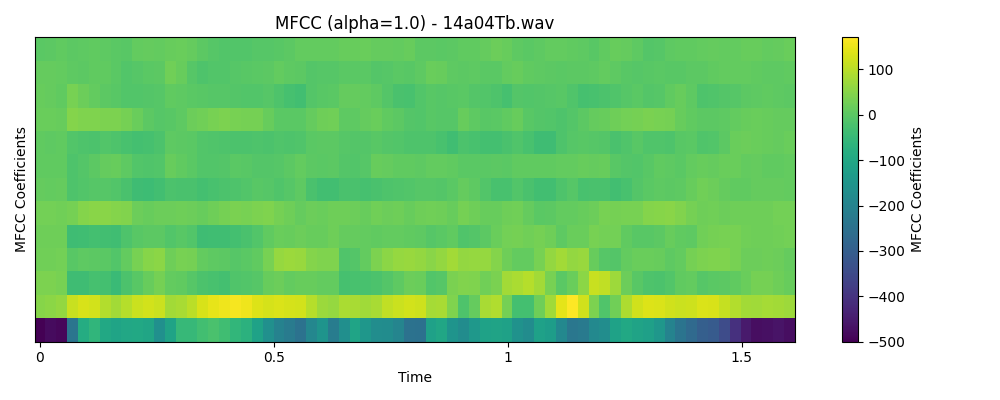 MFCC (alpha=1.0) - 14a04Tb.wav
MFCC Coefficients
0
0.5
1
1.5
Time
100
0
−100
−200
−300
−400
−500
MFCC Coefficients